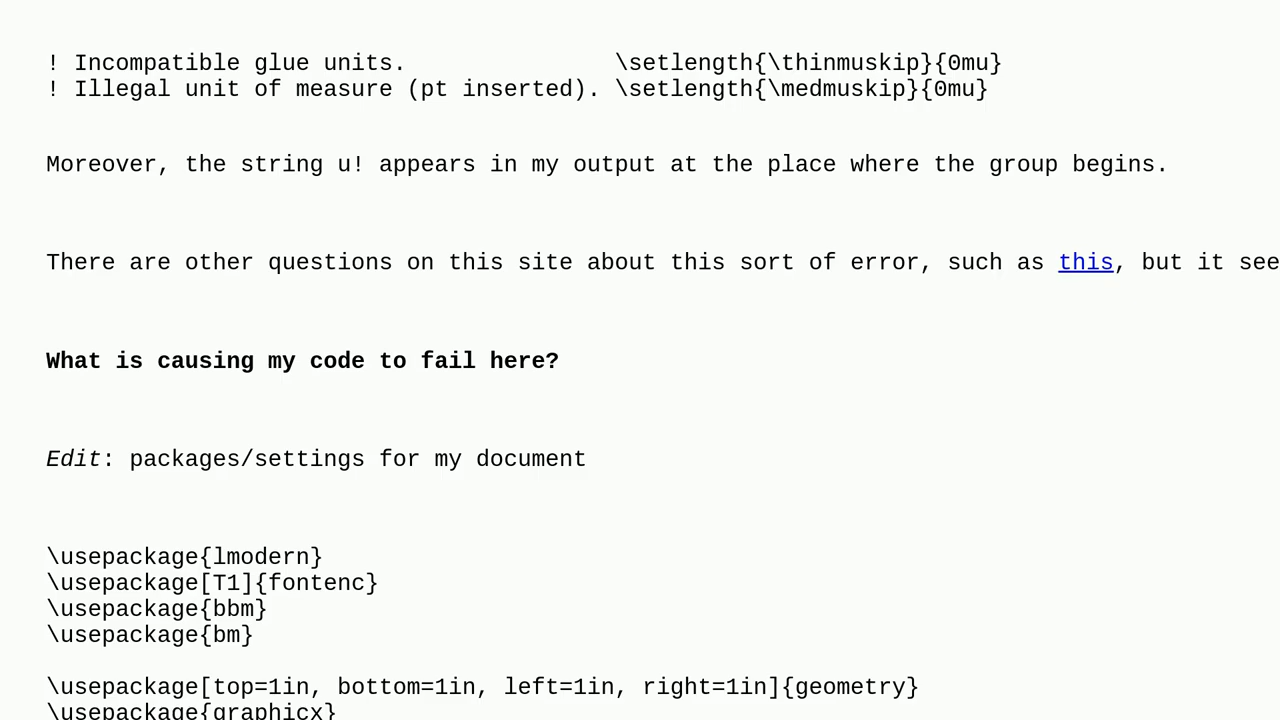 ! Incompatible glue units.               \setlength{\thinmuskip}{0mu}
! Illegal unit of measure (pt inserted). \setlength{\medmuskip}{0mu}
Moreover, the string u! appears in my output at the place where the group begins.
There are other questions on this site about this sort of error, such as this, but it see
What is causing my code to fail here?
Edit: packages/settings for my document
\usepackage{lmodern}
\usepackage[T1]{fontenc}
\usepackage{bbm}
\usepackage{bm}
\usepackage[top=1in, bottom=1in, left=1in, right=1in]{geometry}
\usepackage{graphicx}